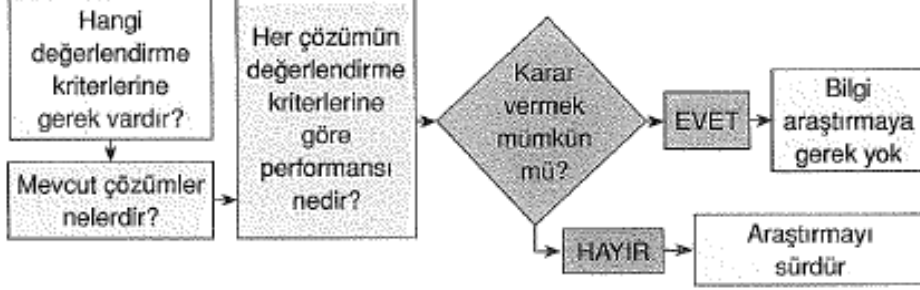 Hangi
değerlendirme
kriterlerine
gerek vardır?
Mevcut çözümler
nelerdir?
Her çözümün
değerlendirme
kriterlerine
göre
performansı
nedir?
Karar
vermek
mümkün
mü?
EVET
Bilgi
araştırmaya
gerek yok
HAYIR
Araştırmayı
sürdür